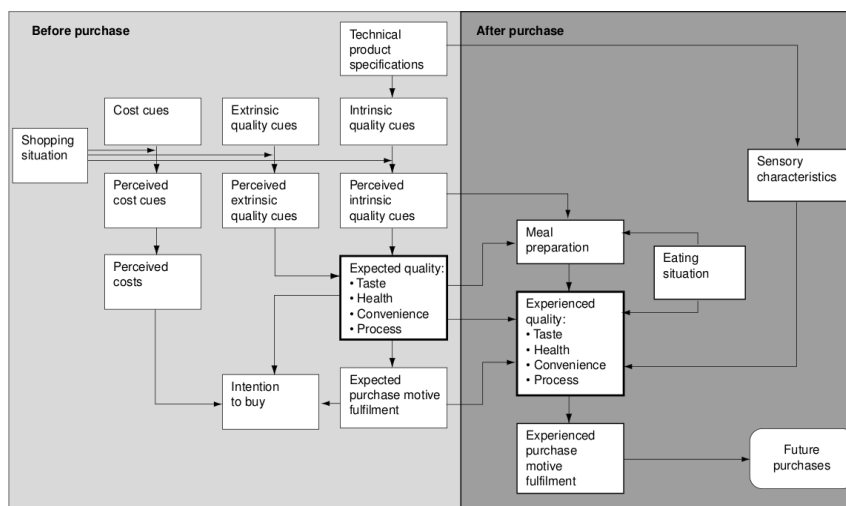 Before purchase
After purchase
Technical
product
specifications
Cost cues
Extrinsic
quality cues
Intrinsic
quality cues
Shopping
situation
Perceived
cost cues
Perceived
extrinsic
quality cues
Perceived
intrinsic
quality cues
Sensory
characteristics
Meal
preparation
Eating
situation
Perceived
costs
Expected quality:
• Taste
• Health
• Convenience
• Process
Experienced
quality:
• Taste
• Health
• Convenience
• Process
Intention
to buy
Expected
purchase motive
fulfilment
Experienced
purchase
motive
fulfilment
Future
purchases